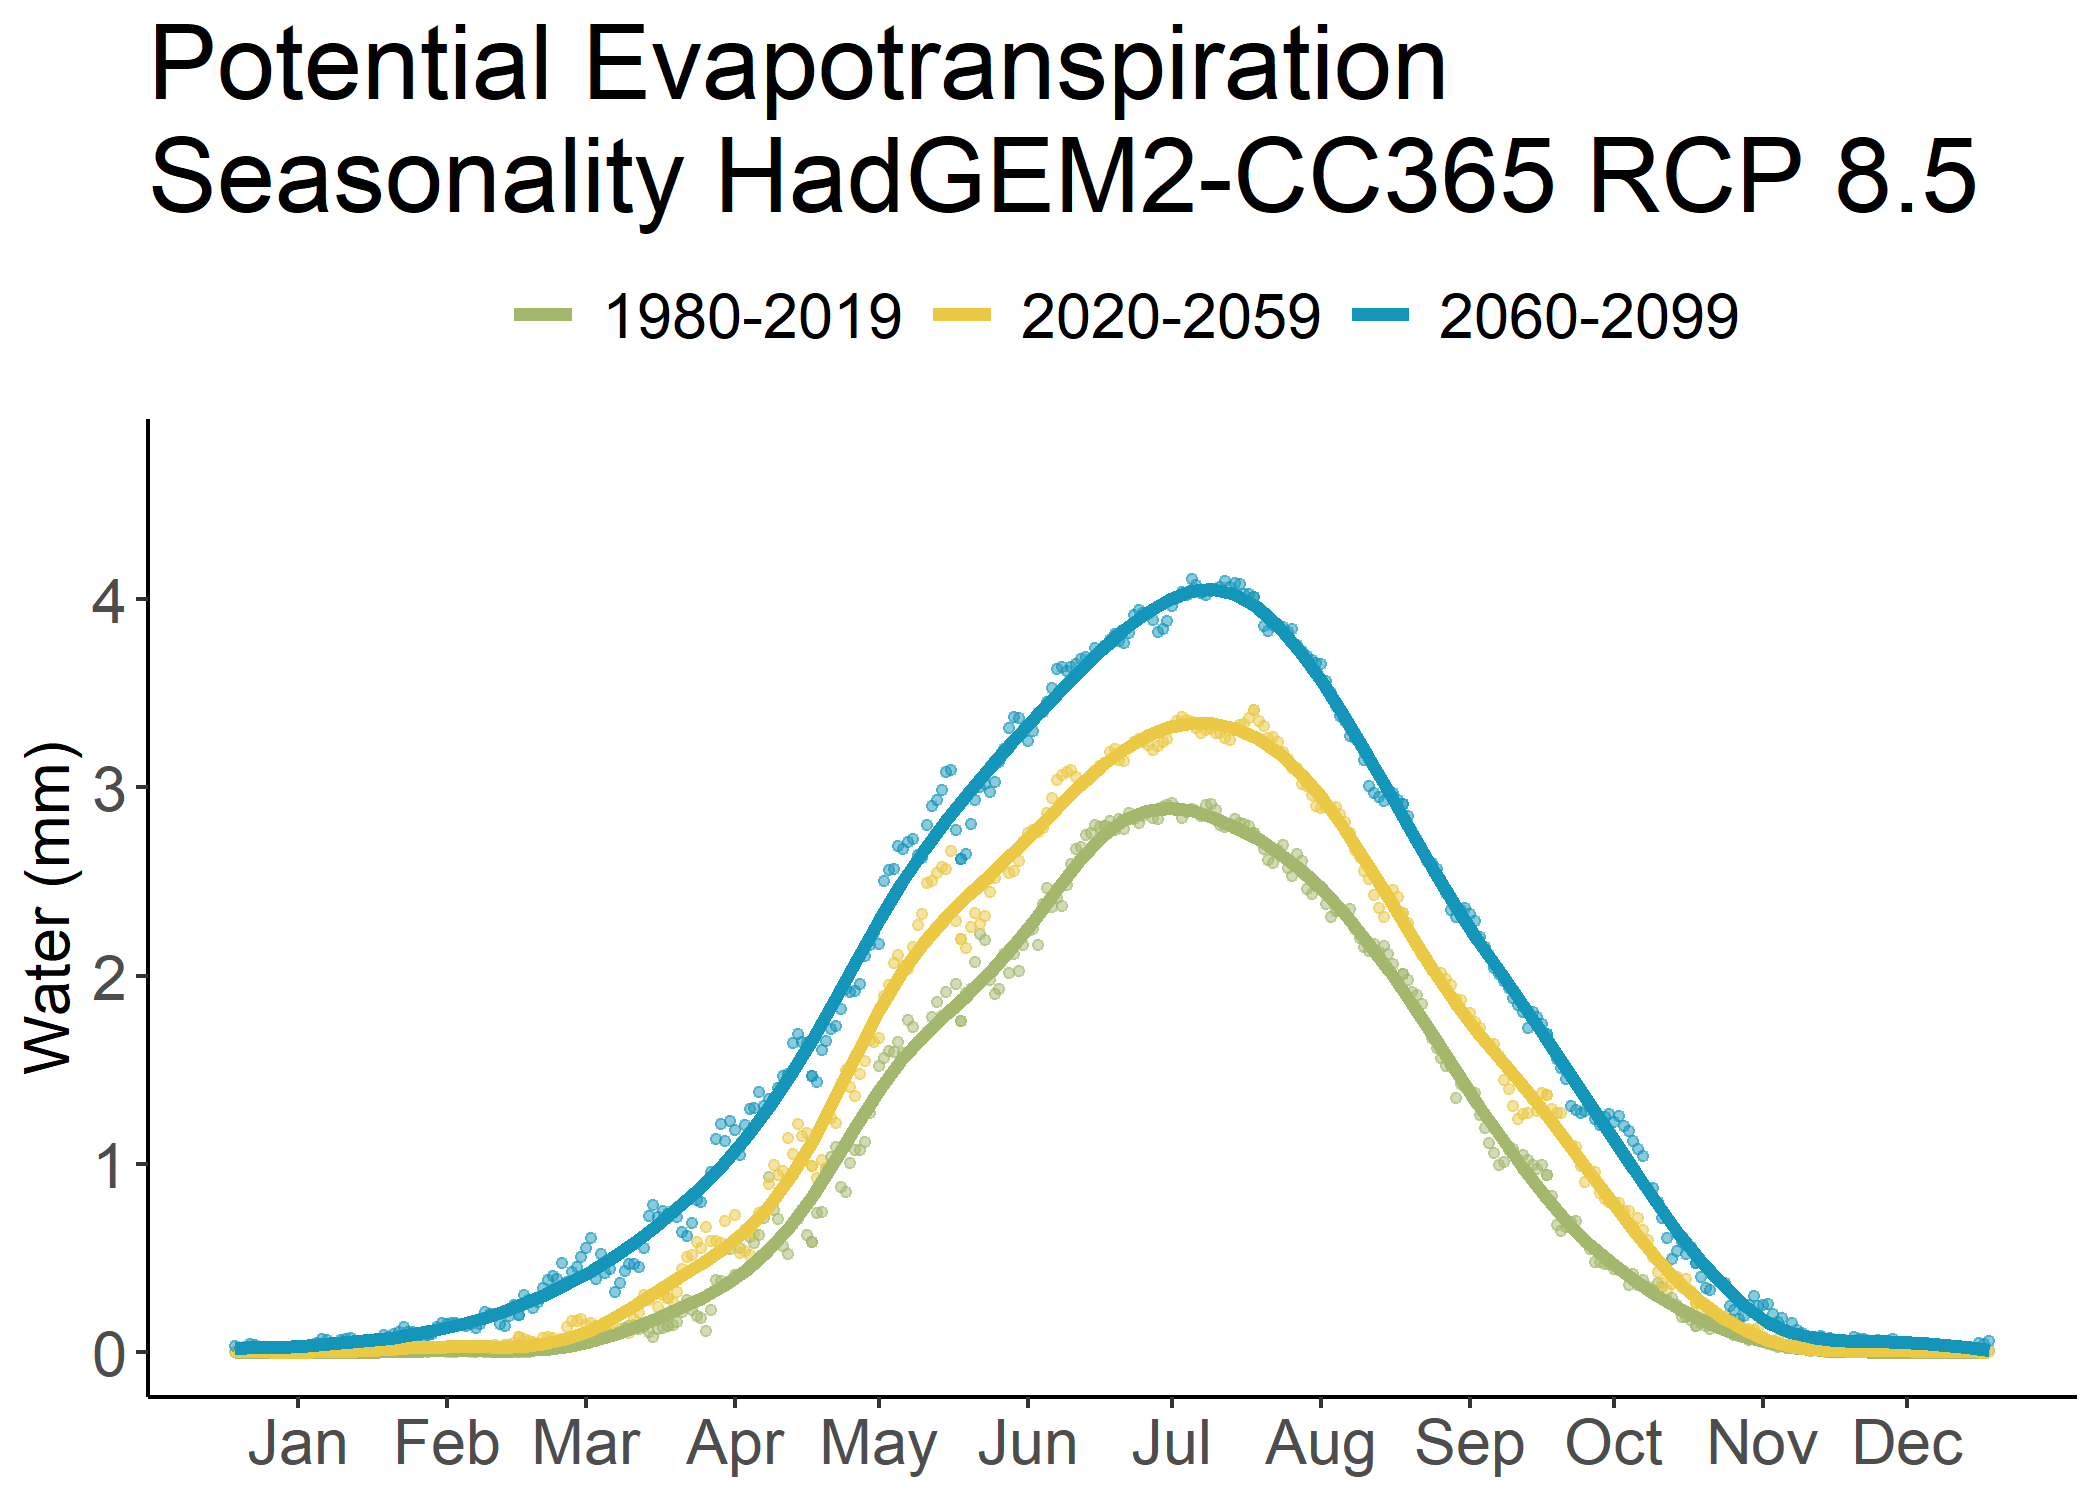 Potential Evapotranspiration
Seasonality HadGEM2-CC365 RCP 8.5
1980-2019 2020-2059 2060-2099
Water (mm)
4
3
2
1
0
Jan Feb Mar Apr May Jun Jul Aug Sep Oct Nov Dec